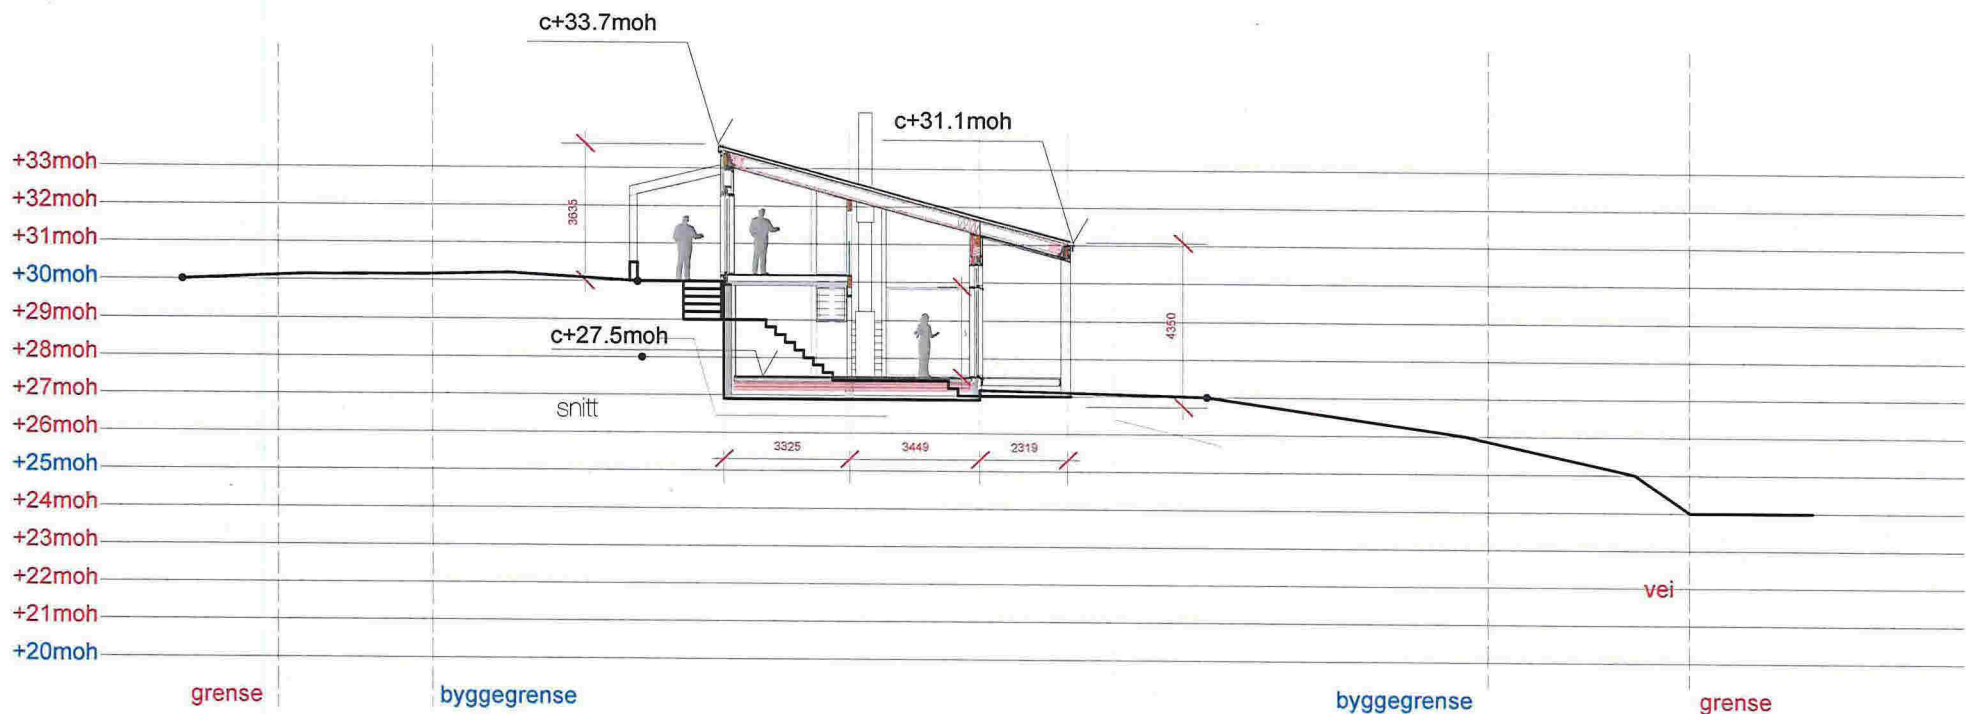 c+33.7moh
c+31.1moh
+33moh
+32moh
3635
+31moh
+30moh
+29moh
4350
c+27.5moh
+28moh
+27moh
snitt
+26moh
3325
3449
2319
+25moh
+24moh
+23moh
+22moh
vei
+21moh
+20moh
grense
byggegrense
byggegrense
grense